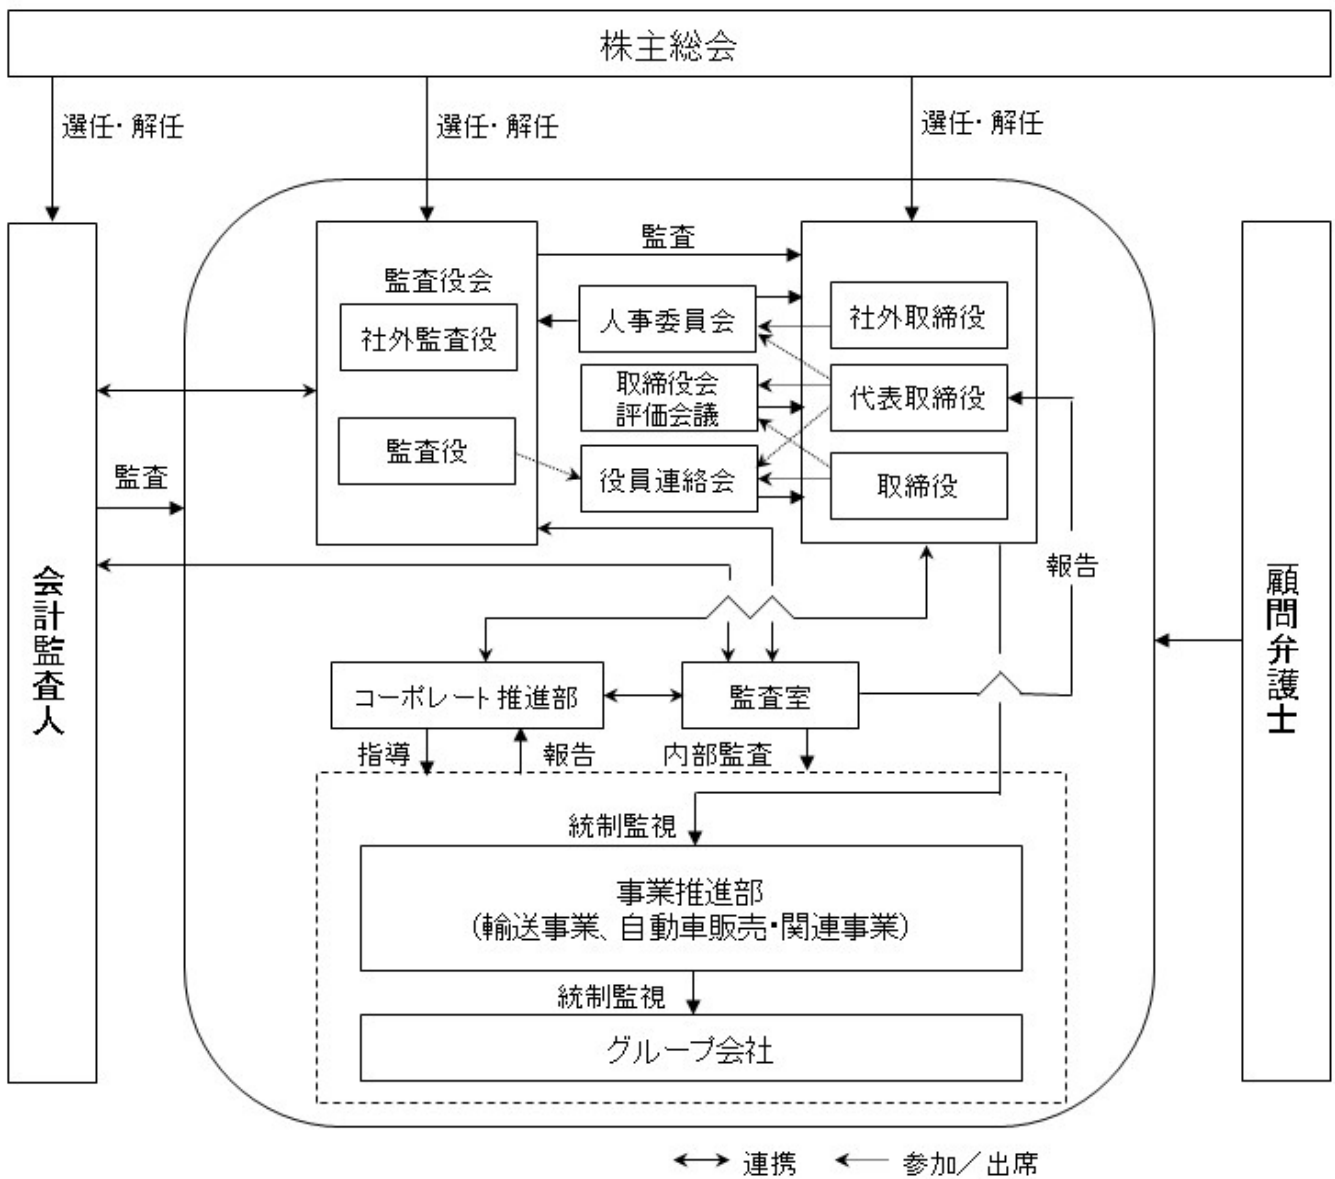 株主総会
選任・解任
選任・解任
選任・解任
監査
監査役会
社外監査役
監査役
人事委員会
取締役会
評価会議
役員連絡会
社外取締役
代表取締役
取締役
監査
会計監査人
報告
顧問弁護士
コーポレート推進部
監査室
指導
報告
内部監査
統制監視
事業推進部
(輸送事業、自動車販売・関連事業)
統制監視
グループ会社
連携
参加／出席